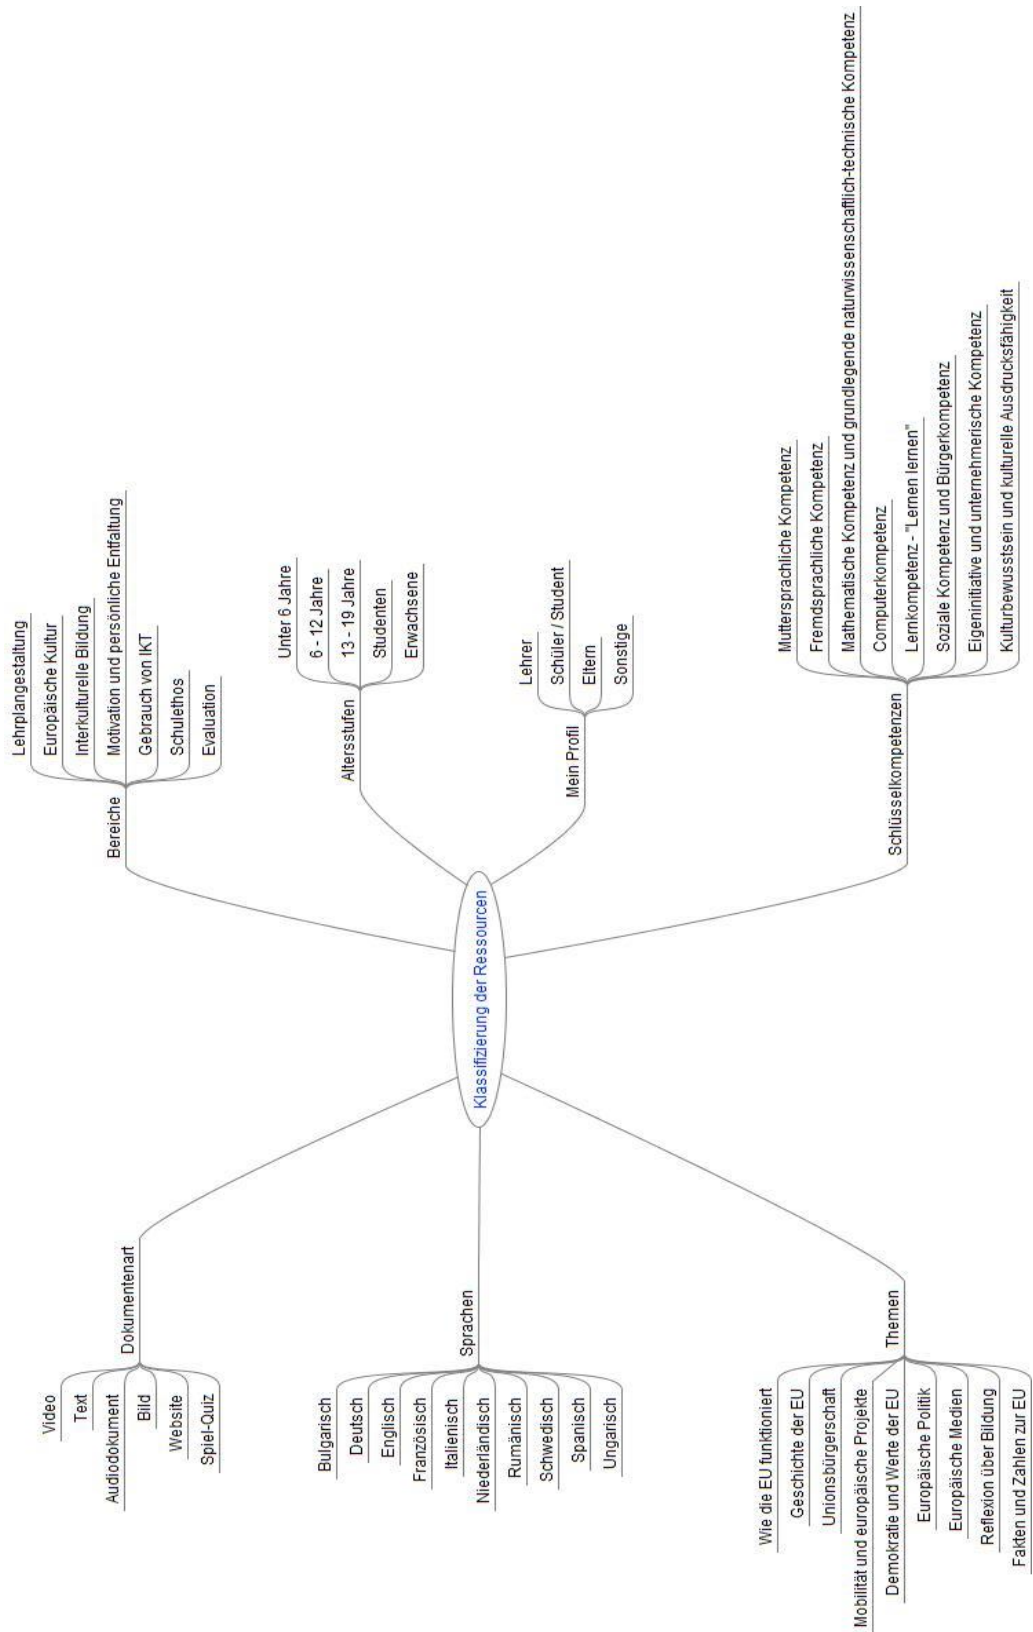 Klassifizierung der Ressourcen
Dokumentenart
Video
Text
Audiodokument
Bild
Website
Spiel-Quiz
Sprachen
Bulgarisch
Deutsch
Englisch
Französisch
Italienisch
Niederländisch
Rumänisch
Schwedisch
Spanisch
Ungarisch
Themen
Wie die EU funktioniert
Geschichte der EU
Unionsbürgerschaft
Mobilität und europäische Projekte
Demokratie und Werte der EU
Europäische Politik
Europäische Medien
Reflexion über Bildung
Fakten und Zahlen zur EU
Bereiche
Lehrplangestaltung
Europäische Kultur
Interkulturelle Bildung
Motivation und persönliche Entfaltung
Gebrauch von IKT
Schulethos
Evaluation
Altersstufen
Unter 6 Jahre
6 - 12 Jahre
13 - 19 Jahre
Studenten
Erwachsene
Mein Profil
Lehrer
Schüler / Student
Eltern
Sonstige
Schlüsselkompetenzen
Muttersprachliche Kompetenz
Fremdsprachliche Kompetenz
Mathematische Kompetenz und grundlegende naturwissenschaftlich-technische Kompetenz
Computerkompetenz
Lernkompetenz - "Lernen lernen"
Soziale Kompetenz und Bürgerkompetenz
Eigeninitiative und unternehmerische Kompetenz
Kulturbewusstsein und kulturelle Ausdrucksfähigkeit